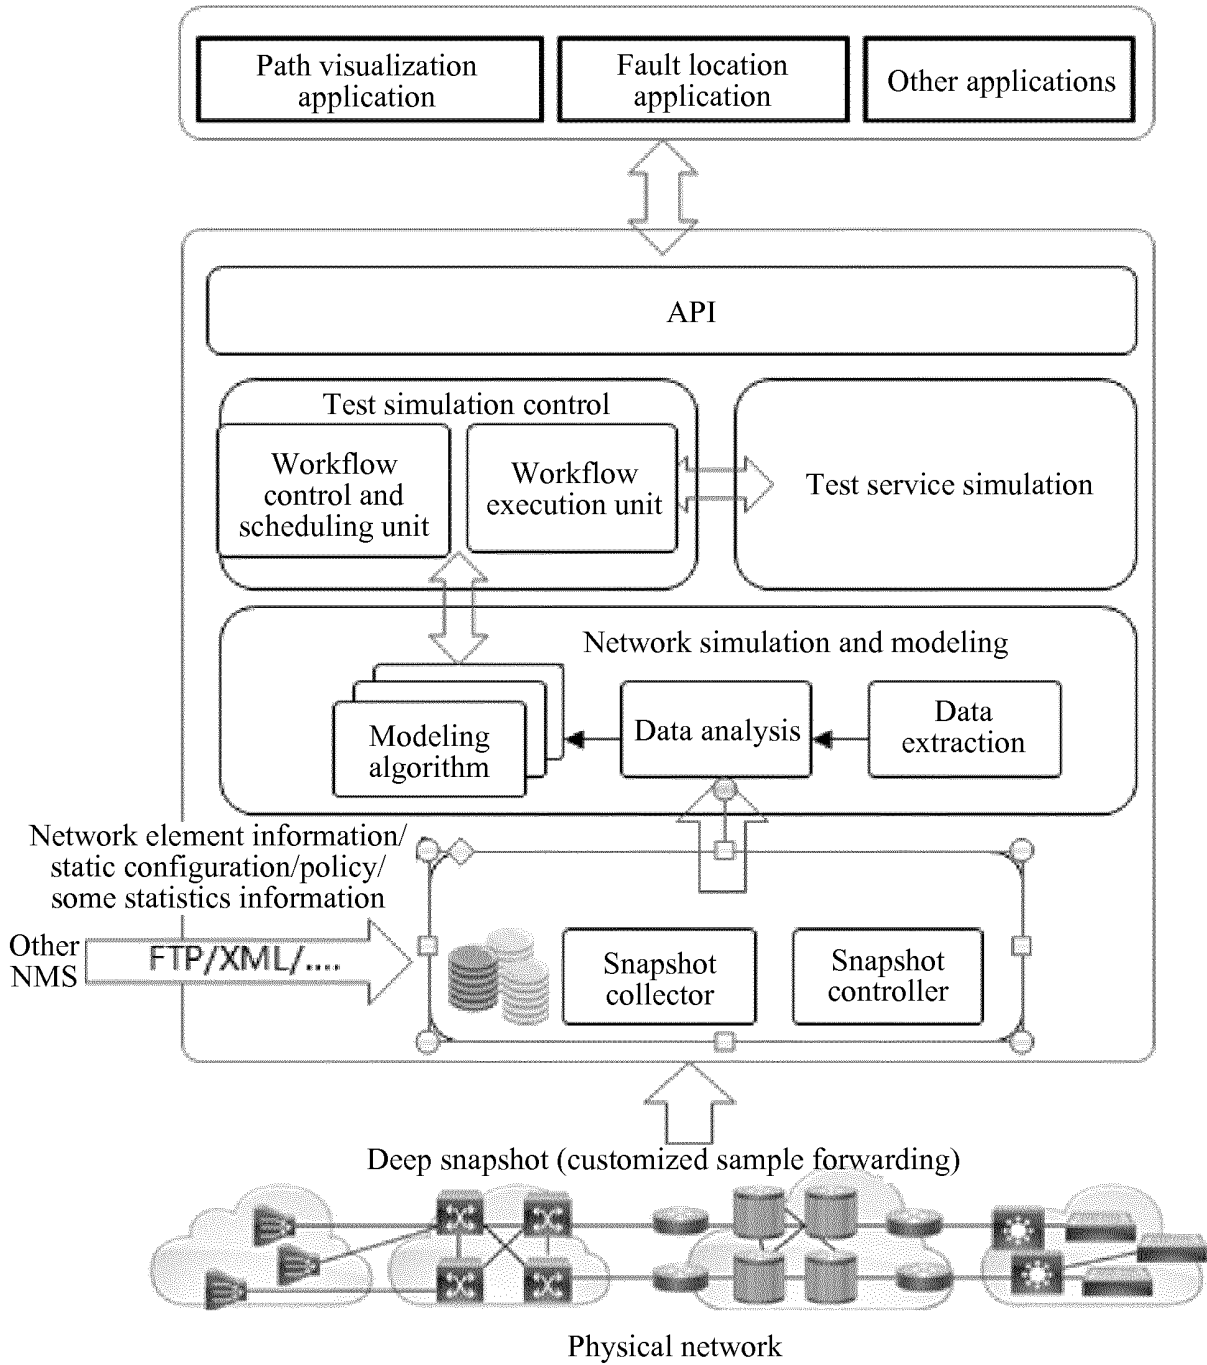 Path visualization
application
Fault location
application
Other applications
API
Test simulation control
Workflow
control and
scheduling unit
Workflow
execution unit
Test service simulation
Network simulation and modeling
Modeling
algorithm
Data analysis
Data
extraction
Network element information/
static configuration/policy/
some statistics information
Other
NMS
FTP/XML/....
Snapshot
collector
Snapshot
controller
Deep snapshot (customized sample forwarding)
Physical network